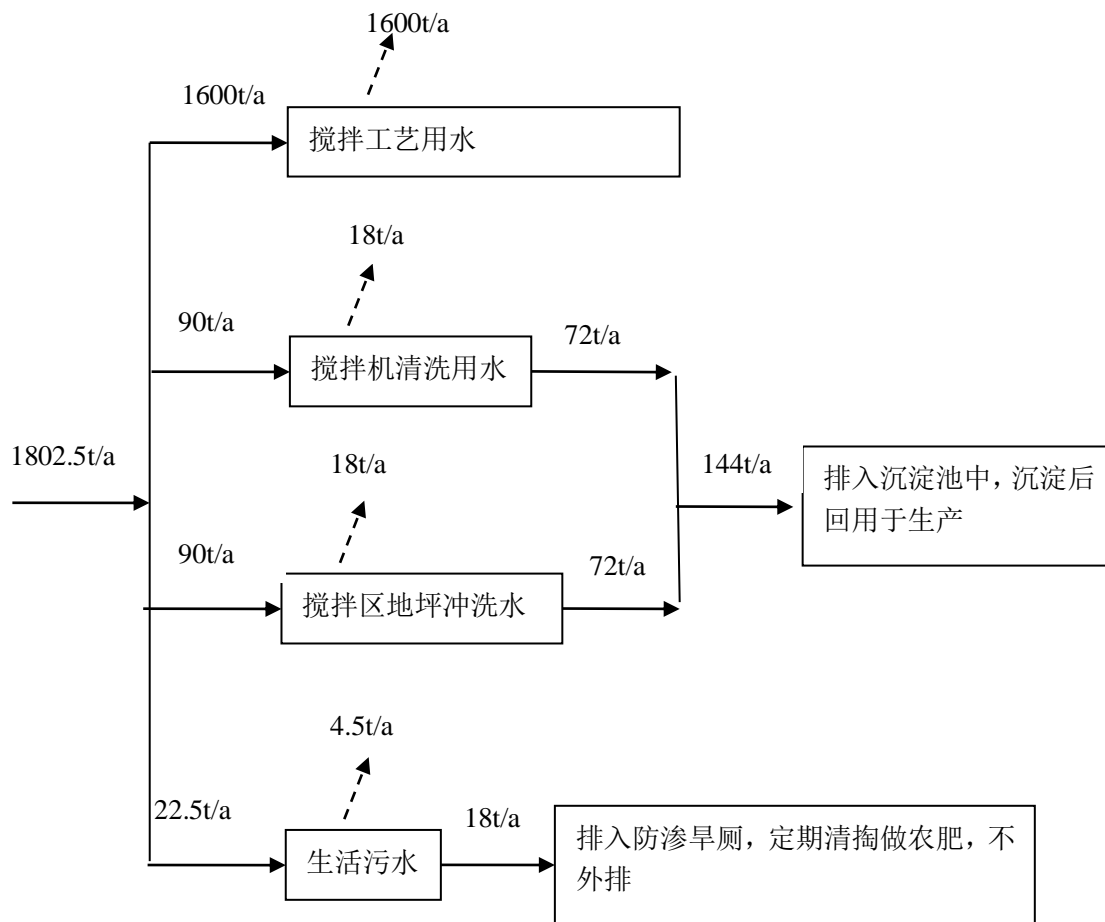 1600t/a
1600t/a
搅拌工艺用水
18t/a
90t/a
搅拌机清洗用水
72t/a
1802.5t/a
18t/a
144t/a
排入沉淀池中，沉淀后
回用于生产
90t/a
搅拌区地坪冲洗水
72t/a
4.5t/a
22.5t/a
生活污水
18t/a
排入防渗旱厕，定期清掏做农肥，不
外排